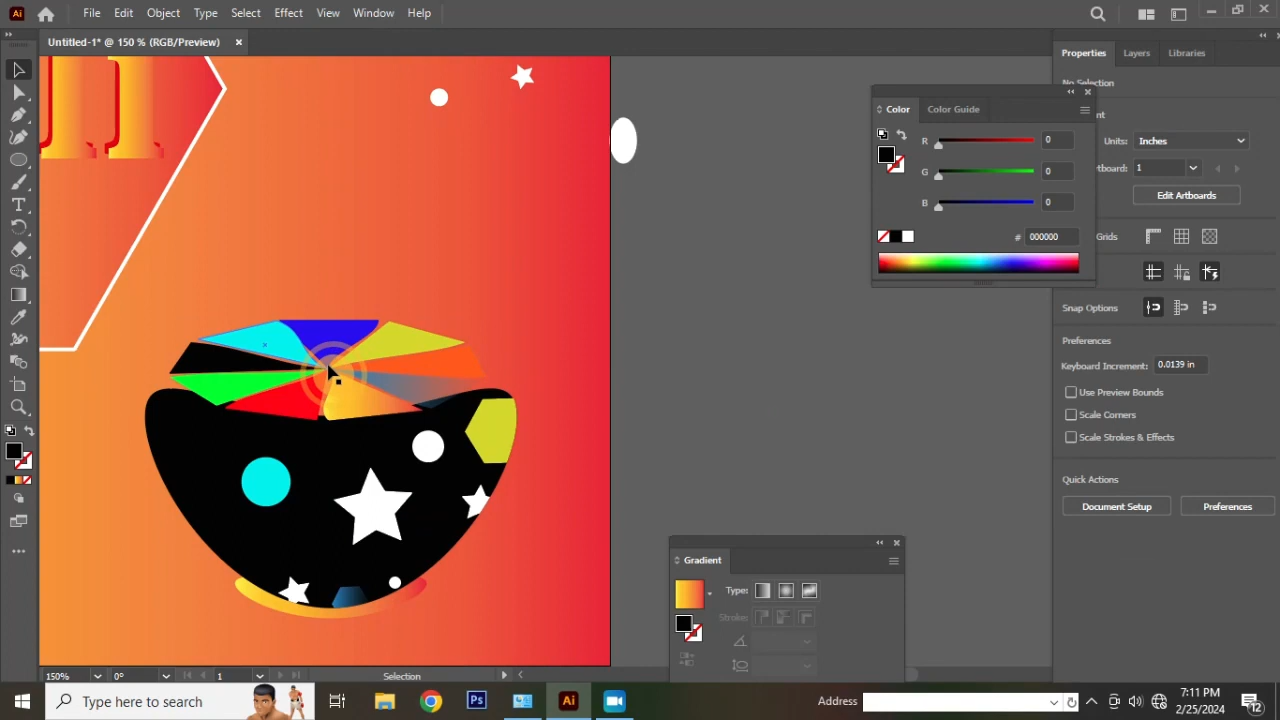 File Edit Object Type Select Effect View Window Help
Untitled-1* @ 150 % (RGB/Preview)
Properties Layers Libraries
No Selection
Color Color Guide
R 0
G 0
B 0
# 000000
Units: Inches
1
Edit Artboards
Grids
Snap Options
Preferences
Keyboard Increment: 0.0139 in
Use Preview Bounds
Scale Corners
Scale Strokes & Effects
Quick Actions
Document Setup Preferences
Gradient
Type:
Stroke:
150% 0° 1 Selection
Type here to search
Address
7:11 PM
2/25/2024
12